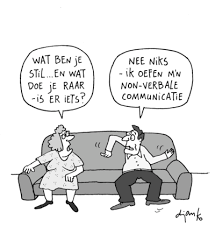 WAT BEN JE
STIL...EN WAT
DOE JE RAAR
-IS ER IETS?
NEE NIKS
-IK OEFEN M'N
NON-VERBALE
COMMUNICATIE